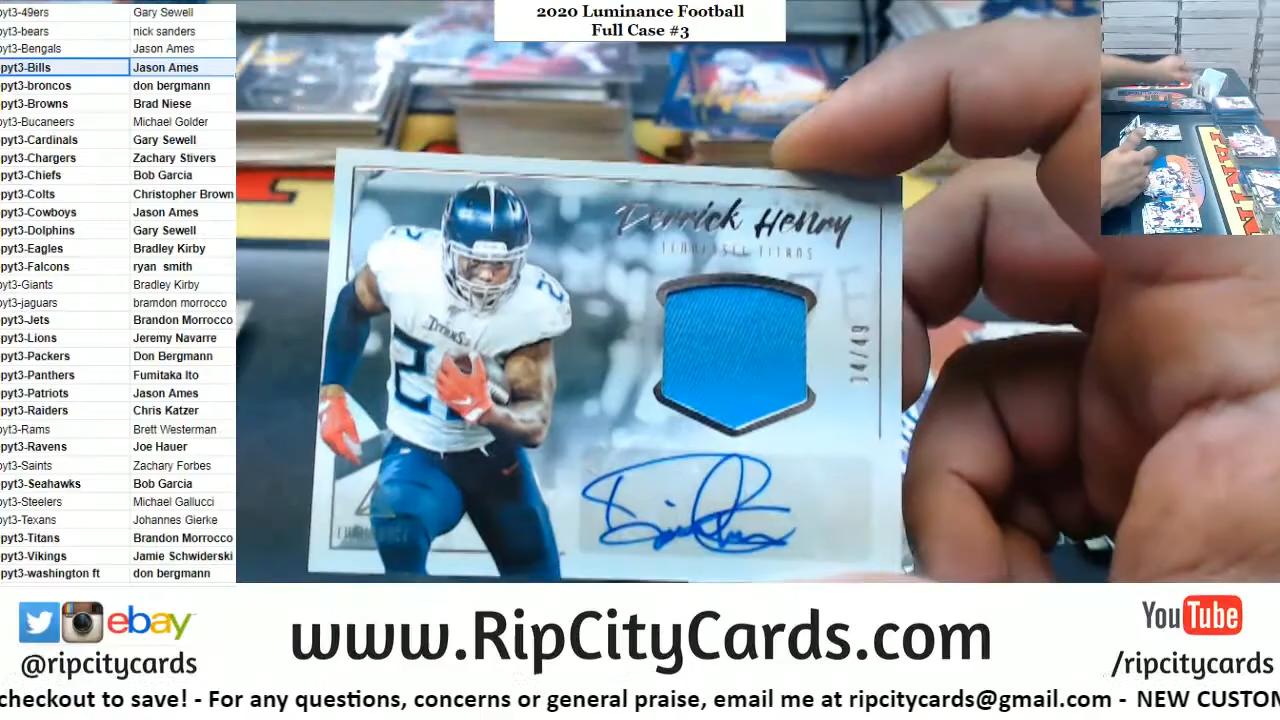 2020 Luminance Football
Full Case #3
pyt3-49ers Gary Sewell
pyt3-bears nick sanders
pyt3-Bengals Jason Ames
pyt3-Bills Jason Ames
pyt3-broncos don bergmann
pyt3-Browns Brad Niese
pyt3-Bucaneers Michael Golder
pyt3-Cardinals Gary Sewell
pyt3-Chargers Zachary Stivers
pyt3-Chiefs Bob Garcia
pyt3-Colts Christopher Brown
pyt3-Cowboys Jason Ames
pyt3-Dolphins Gary Sewell
pyt3-Eagles Bradley Kirby
pyt3-Falcons ryan smith
pyt3-Giants Bradley Kirby
pyt3-jaguars bramdon morrocco
pyt3-Jets Brandon Morrocco
pyt3-Lions Jeremy Navarre
pyt3-Packers Don Bergmann
pyt3-Panthers Fumitaka Ito
pyt3-Patriots Jason Ames
pyt3-Raiders Chris Katzer
pyt3-Rams Brett Westerman
pyt3-Ravens Joe Hauer
pyt3-Saints Zachary Forbes
pyt3-Seahawks Bob Garcia
pyt3-Steelers Michael Gallucci
pyt3-Texans Johannes Gierke
pyt3-Titans Brandon Morrocco
pyt3-Vikings Jamie Schwiderski
pyt3-washington ft don bergmann
Derrick Henry
TENNESSEE TITANS
14/49
TITANS
22
LUMINANCE
PANINI
ebay
@ripcitycards
www.RipCityCards.com
YouTube
/ripcitycards
checkout to save! - For any questions, concerns or general praise, email me at ripcitycards@gmail.com - NEW CUSTOM